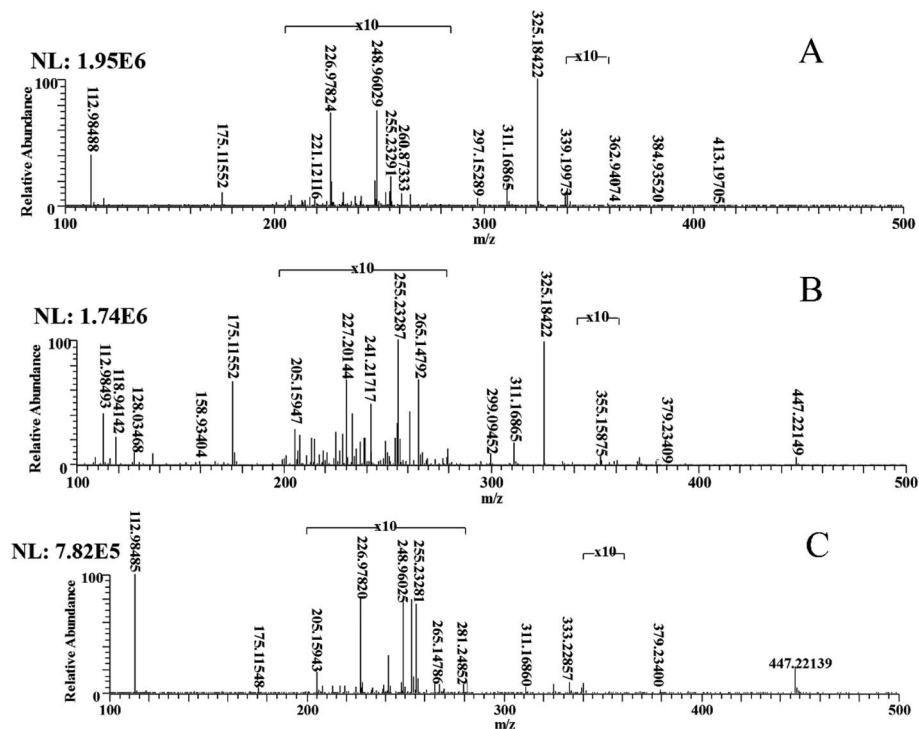 x10
A
NL: 1.95E6
x10
Relative Abundance
100
0
112.98488
175.11552
221.12116
226.97824
248.96029
255.23291
260.87333
297.15289
311.16865
325.18422
339.19973
362.94074
384.93520
413.19705
100 200 300 400 500
m/z
x10
B
NL: 1.74E6
x10
Relative Abundance
100
0
112.98493
118.94142
128.03468
158.93404
175.11552
205.15947
227.20144
241.21717
255.23287
265.14792
299.09452
311.16865
325.18422
355.15875
379.23409
447.22149
100 200 300 400 500
m/z
x10
C
NL: 7.82E5
x10
Relative Abundance
100
0
112.98485
175.11548
205.15943
226.97820
248.96025
255.23281
265.14786
281.24852
311.16860
333.22857
379.23400
447.22139
100 200 300 400 500
m/z